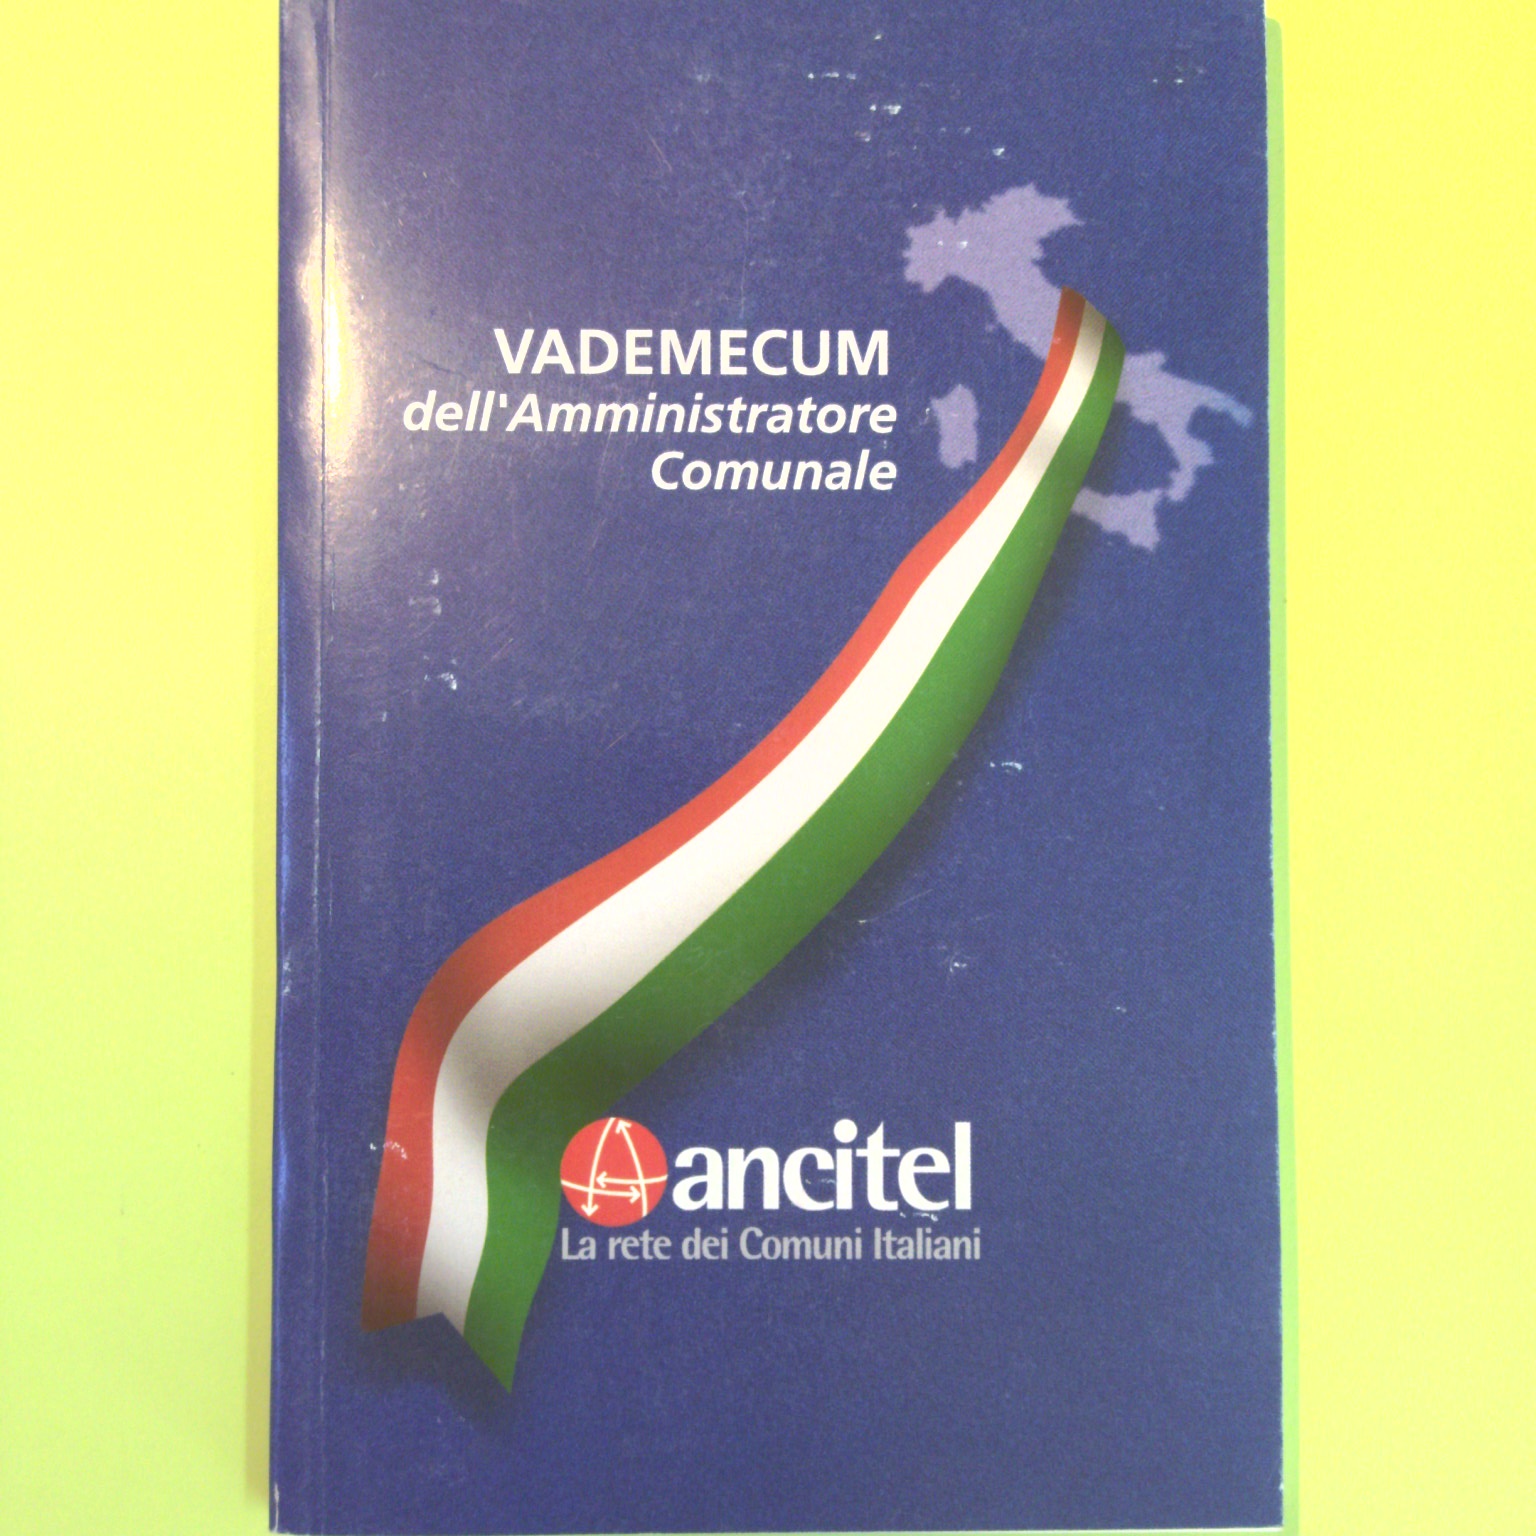 VADEMECUM
dell'Amministratore
Comunale
ancitel
La rete dei Comuni Italiani